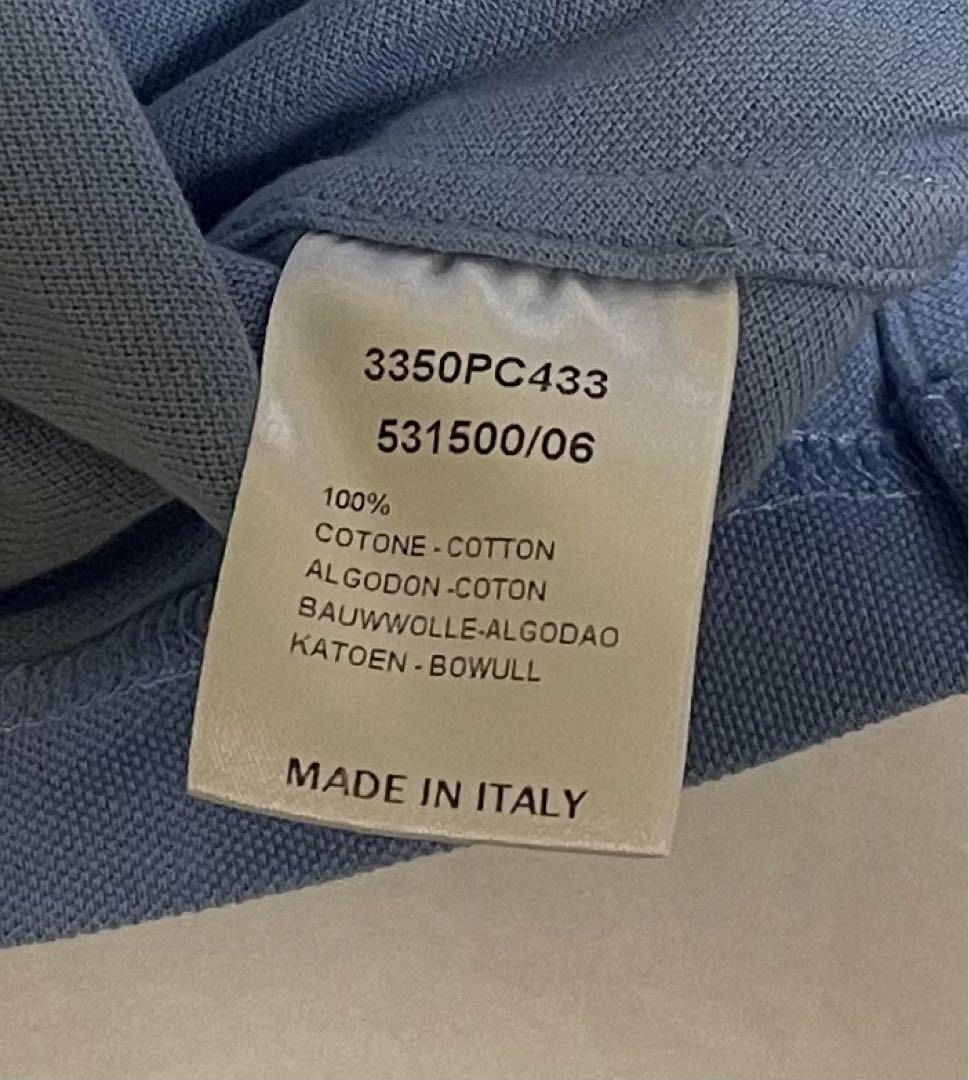 3350PC433
531500/06
100%
COTONE - COTTON
ALGODON -COTON
BAUWWOLLE-ALGODAO
KATOEN - BOWULL
MADE IN ITALY